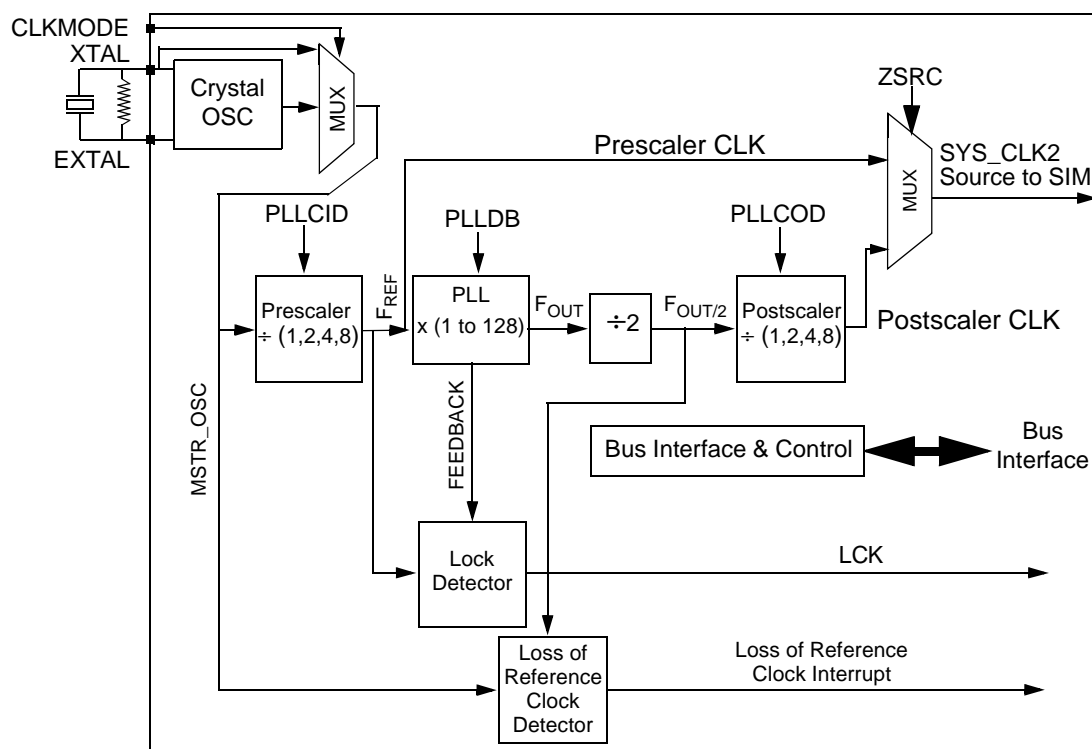 CLKMODE
XTAL
Crystal
OSC
MUX
EXTAL
ZSRC
Prescaler CLK
MUX
SYS_CLK2
Source to SIM
PLLCID
PLLDB
PLLCOD
Prescaler
÷ (1,2,4,8)
FREF
PLL
x (1 to 128)
FOUT
÷2
FOUT/2
Postscaler
÷ (1,2,4,8)
Postscaler CLK
MSTR_OSC
FEEDBACK
Bus Interface & Control
Bus
Interface
Lock
Detector
LCK
Loss of
Reference
Clock
Detector
Loss of Reference
Clock Interrupt